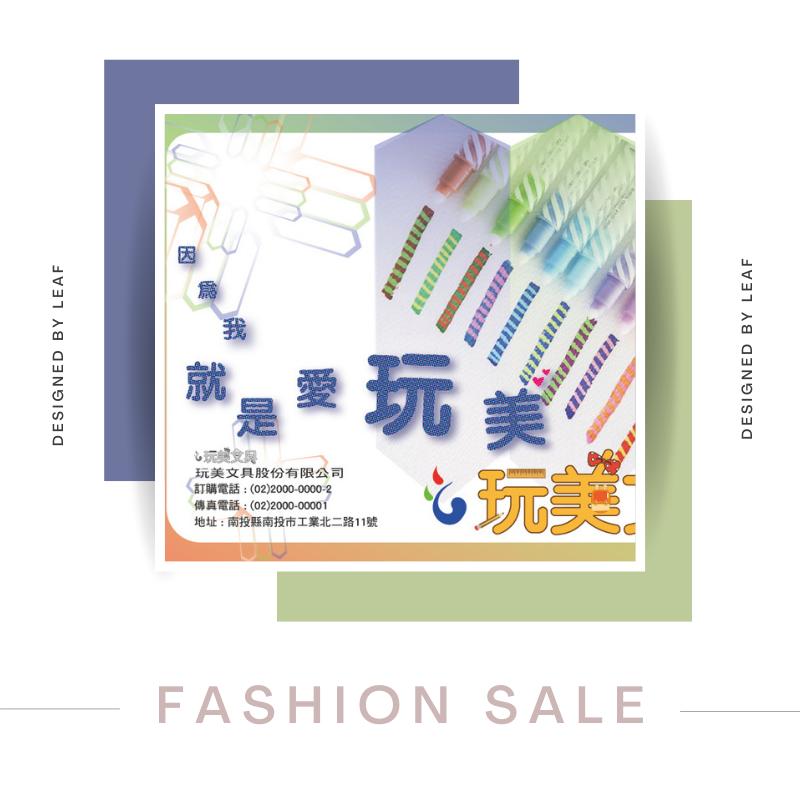 DESIGNED BY LEAF
因為我就是愛玩美
玩美文具
玩美文具股份有限公司
訂購電話：(02)2000-0000-2
傳真電話：(02)2000-00001
地址：南投縣南投市工業北二路11號
玩美
DESIGNED BY LEAF
FASHION SALE